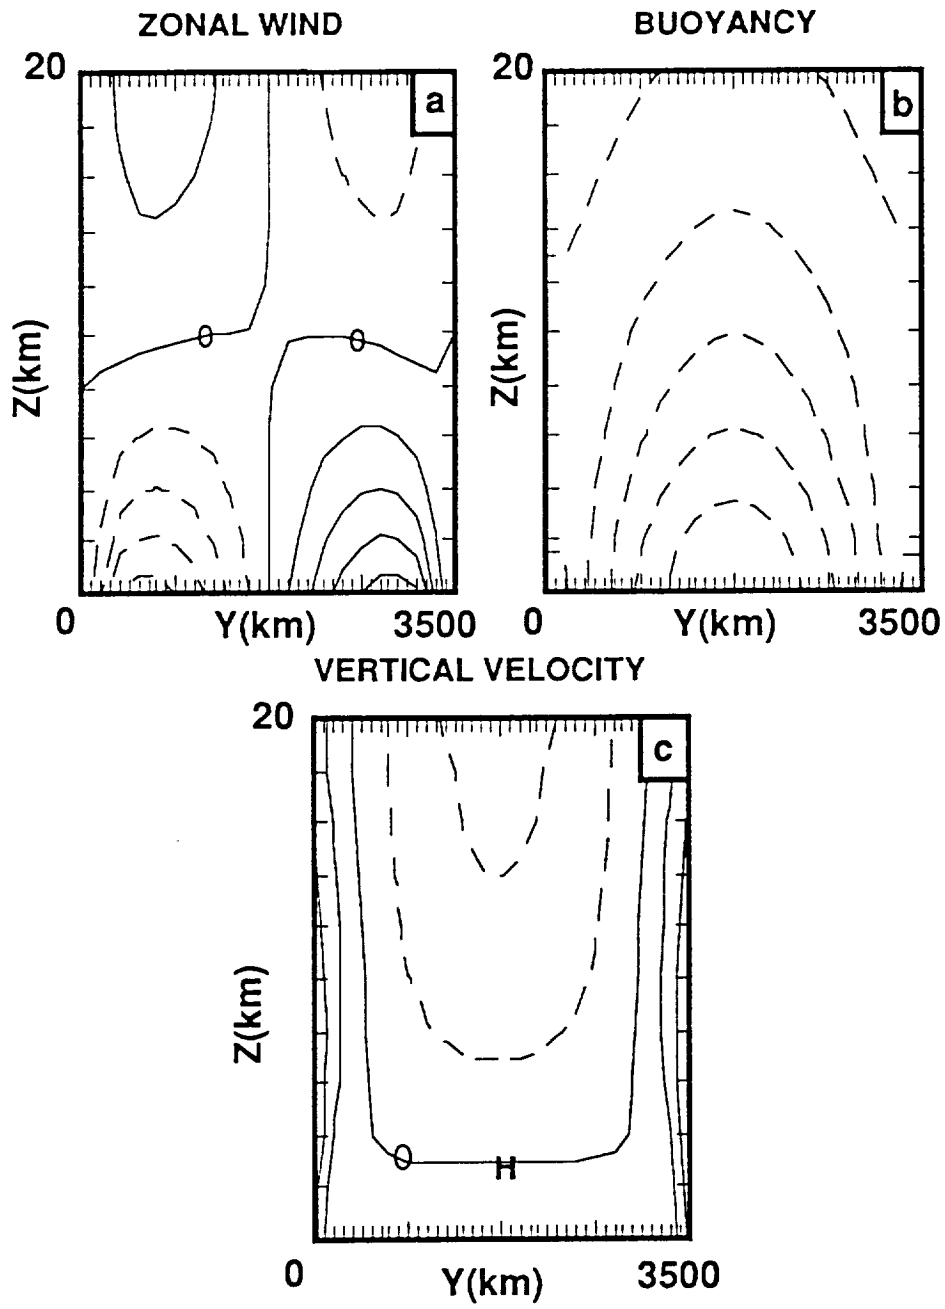 ZONAL WIND
BUOYANCY
20
a
20
b
Z(km)
0
0
Z(km)
0
Y(km)
3500
0
Y(km)
3500
VERTICAL VELOCITY
20
c
Z(km)
0
H
0
Y(km)
3500